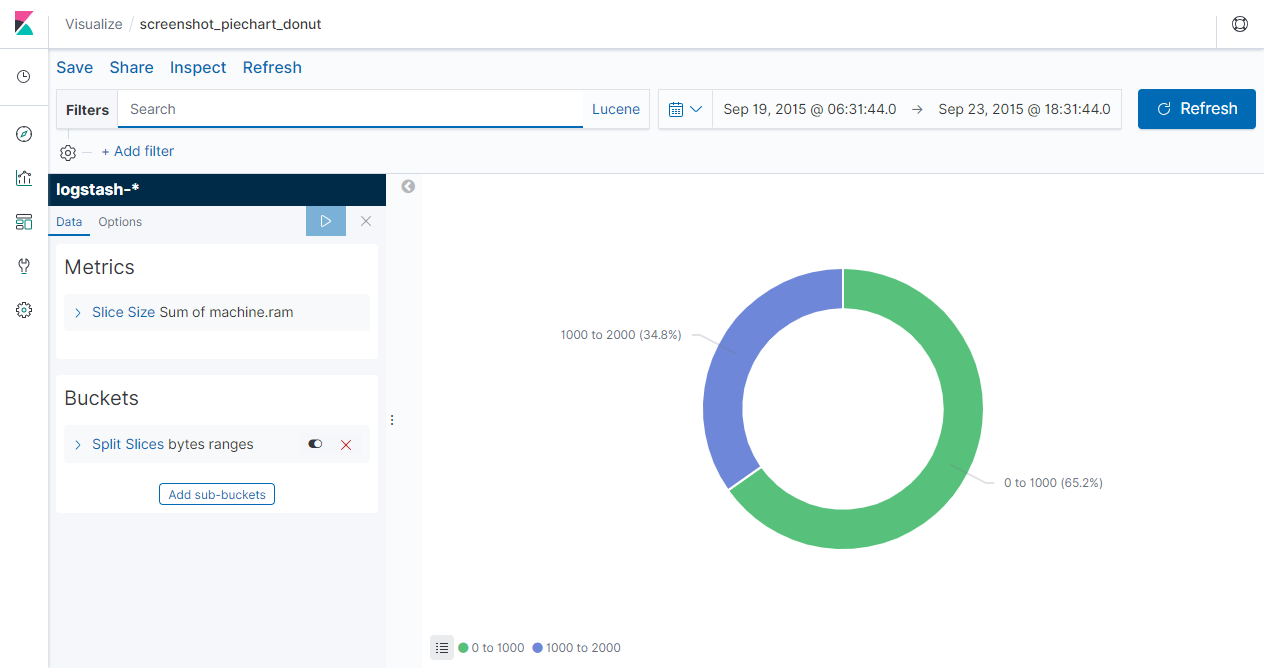 Visualize / screenshot_piechart_donut
Save Share Inspect Refresh
Filters Search Lucene Sep 19, 2015 @ 06:31:44.0 → Sep 23, 2015 @ 18:31:44.0 Refresh
+ Add filter
logstash-*
Data Options
Metrics
Slice Size Sum of machine.ram
1000 to 2000 (34.8%)
Buckets
Split Slices bytes ranges
0 to 1000 (65.2%)
Add sub-buckets
0 to 1000 1000 to 2000